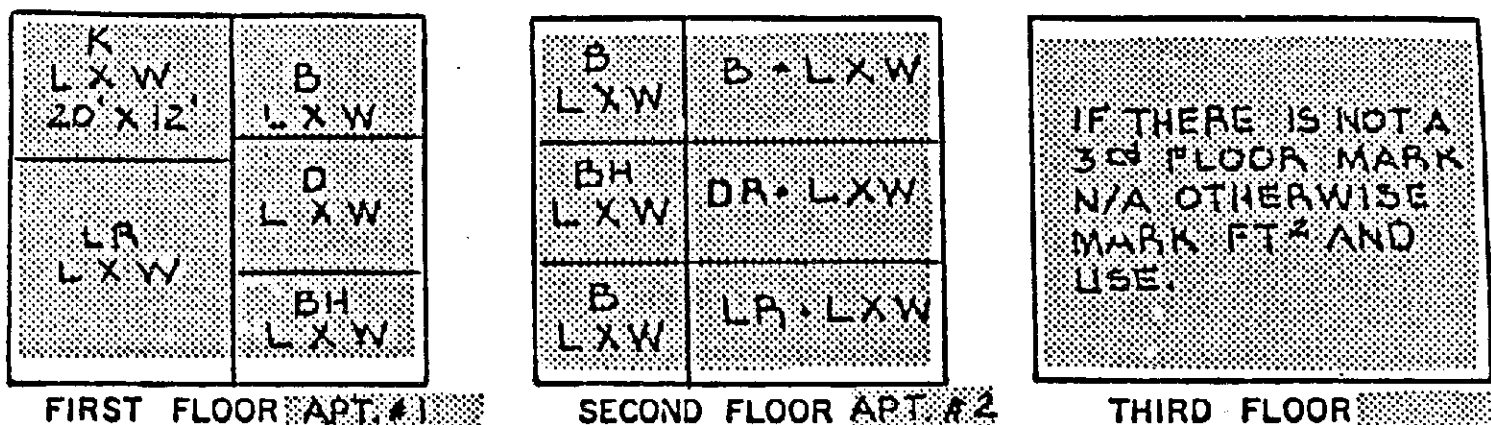 K
L X W
20' X 12'
B
L X W
D
L X W
LR
L X W
BH
L X W
FIRST FLOOR APT. #1
B
L X W
B - L X W
BH
L X W
DR - L X W
B
L X W
LR - L X W
SECOND FLOOR APT. #2
IF THERE IS NOT A
3rd FLOOR MARK
N/A OTHERWISE
MARK FT² AND
USE.
THIRD FLOOR